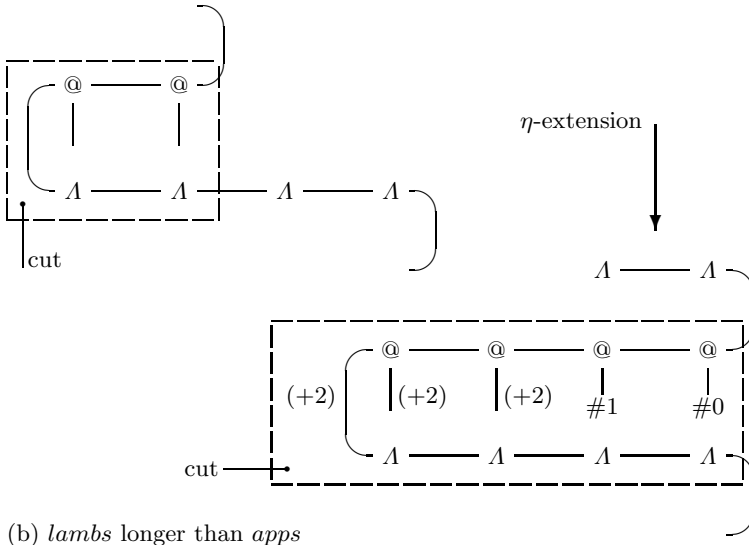 @ @
η-extension
Λ Λ Λ Λ
cut
Λ Λ
@ @ @ @
(+2) (+2) (+2) #1 #0
Λ Λ Λ Λ
cut
(b) lambs longer than apps